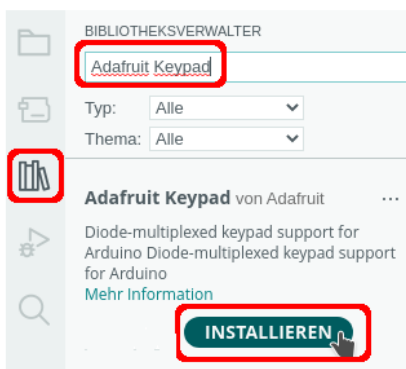 BIBLIOTHEKSVERWALTER
Adafruit Keypad
Typ: Alle
Thema: Alle
Adafruit Keypad von Adafruit ...
Diode-multiplexed keypad support for
Arduino Diode-multiplexed keypad support
for Arduino
Mehr Information
INSTALLIEREN